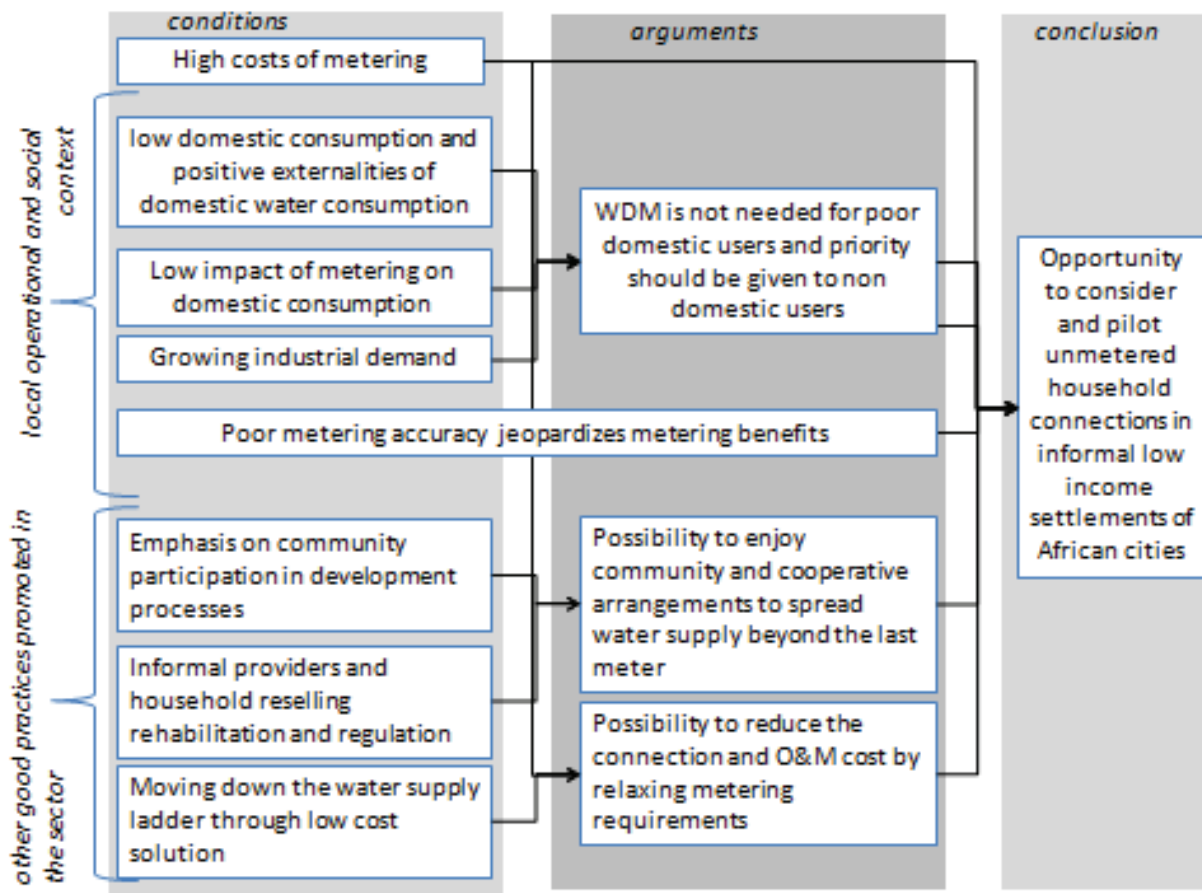 conditions
arguments
conclusion
High costs of metering
local operational and social
context
low domestic consumption and
positive externalities of
domestic water consumption
Low impact of metering on
domestic consumption
Growing industrial demand
WDM is not needed for poor
domestic users and priority
should be given to non
domestic users
Poor metering accuracy jeopardizes metering benefits
other good practices promoted in
the sector
Emphasis on community
participation in development
processes
Informal providers and
household reselling
rehabilitation and regulation
Moving down the water supply
ladder through low cost
solution
Possibility to enjoy
community and cooperative
arrangements to spread
water supply beyond the last
meter
Possibility to reduce the
connection and O&M cost by
relaxing metering
requirements
Opportunity
to consider
and pilot
unmetered
household
connections in
informal low
income
settlements of
African cities